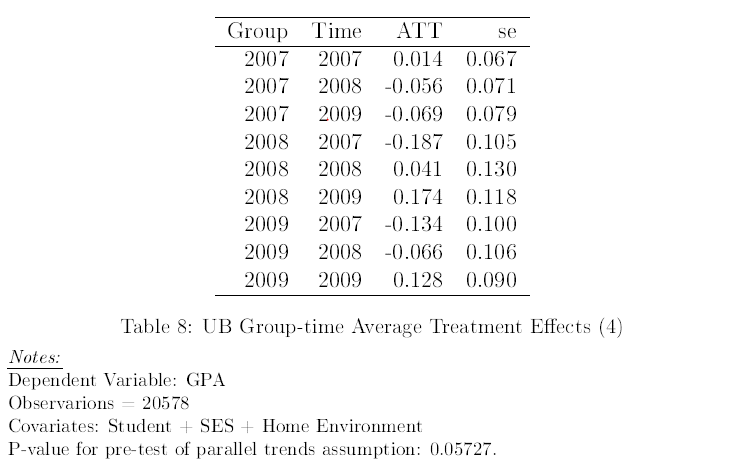 Group Time ATT se
2007 2007 0.014 0.067
2007 2008 -0.056 0.071
2007 2009 -0.069 0.079
2008 2007 -0.187 0.105
2008 2008 0.041 0.130
2008 2009 0.174 0.118
2009 2007 -0.134 0.100
2009 2008 -0.066 0.106
2009 2009 0.128 0.090
Table 8: UB Group-time Average Treatment Effects (4)
Notes:
Dependent Variable: GPA
Observarions = 20578
Covariates: Student + SES + Home Environment
P-value for pre-test of parallel trends assumption: 0.05727.